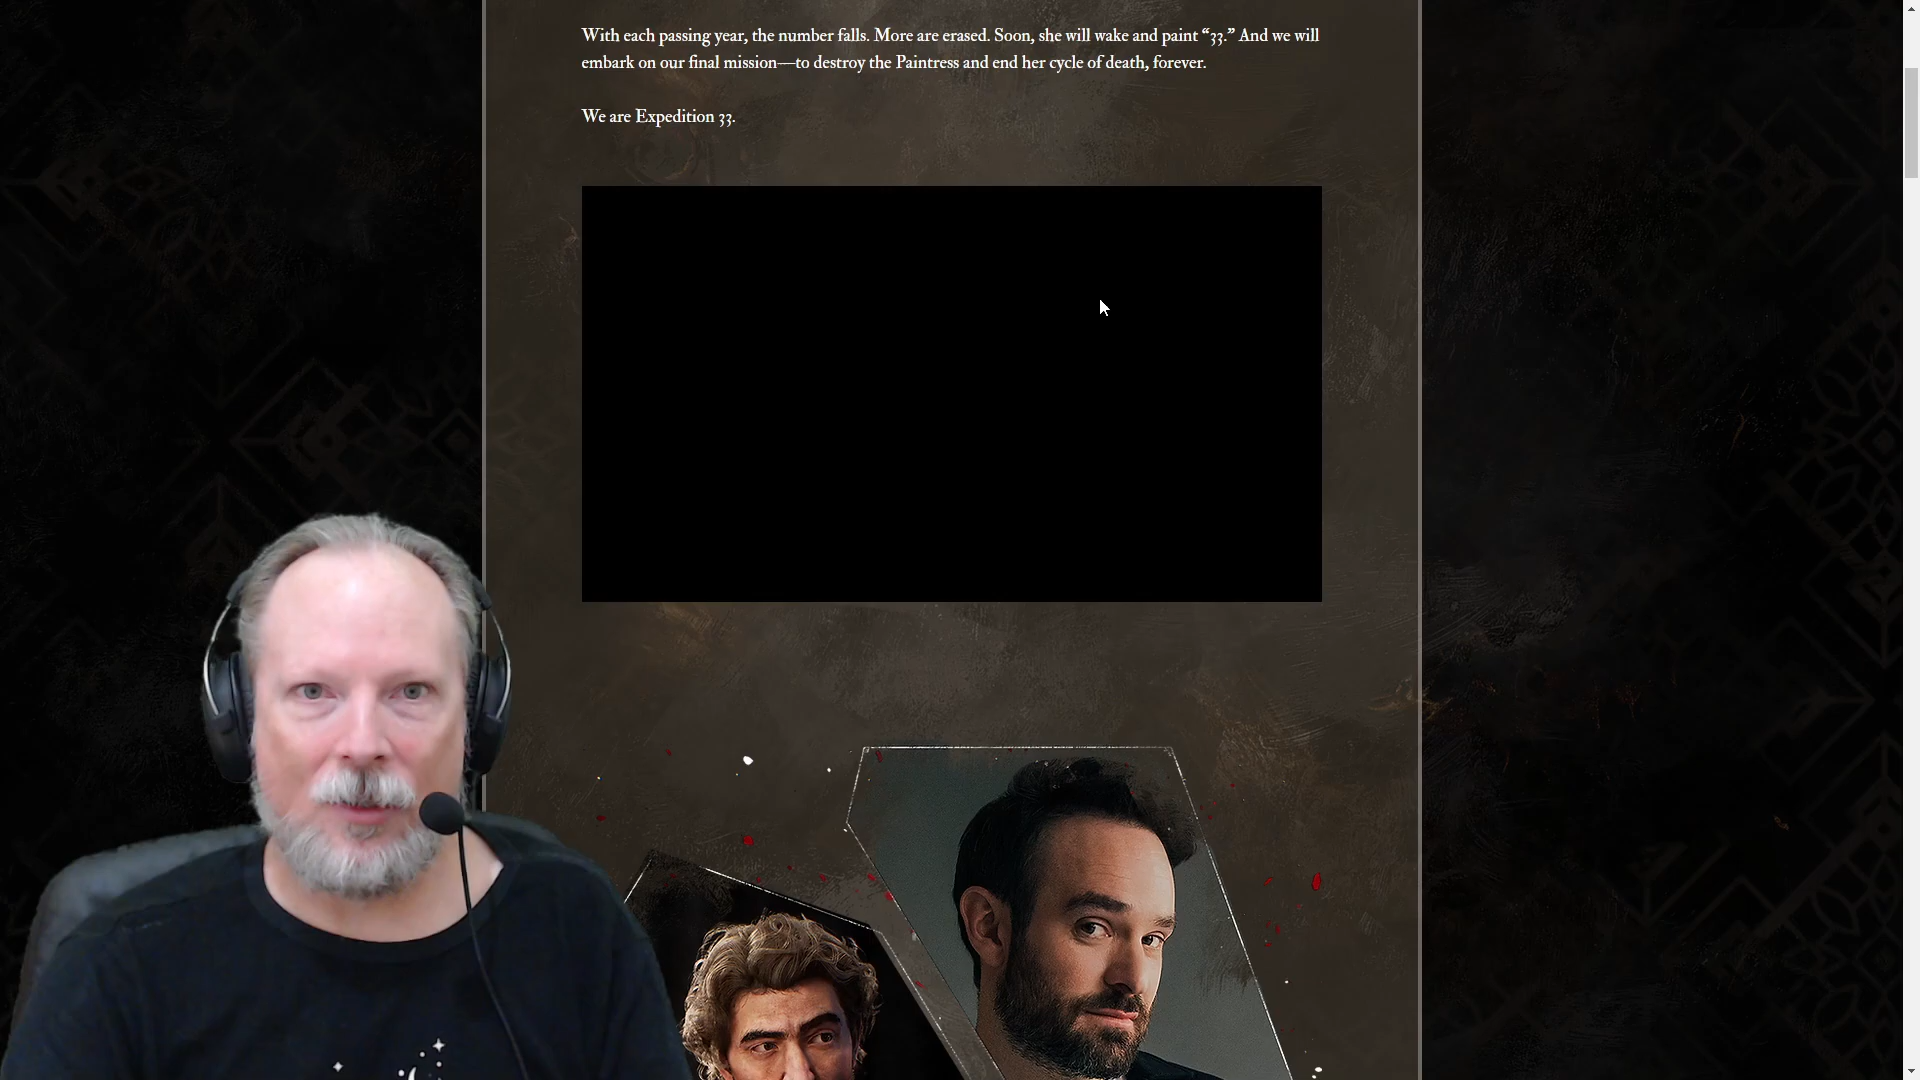 With each passing year, the number falls. More are erased. Soon, she will wake and paint “33.” And we will
embark on our final mission—to destroy the Paintress and end her cycle of death, forever.
We are Expedition 33.